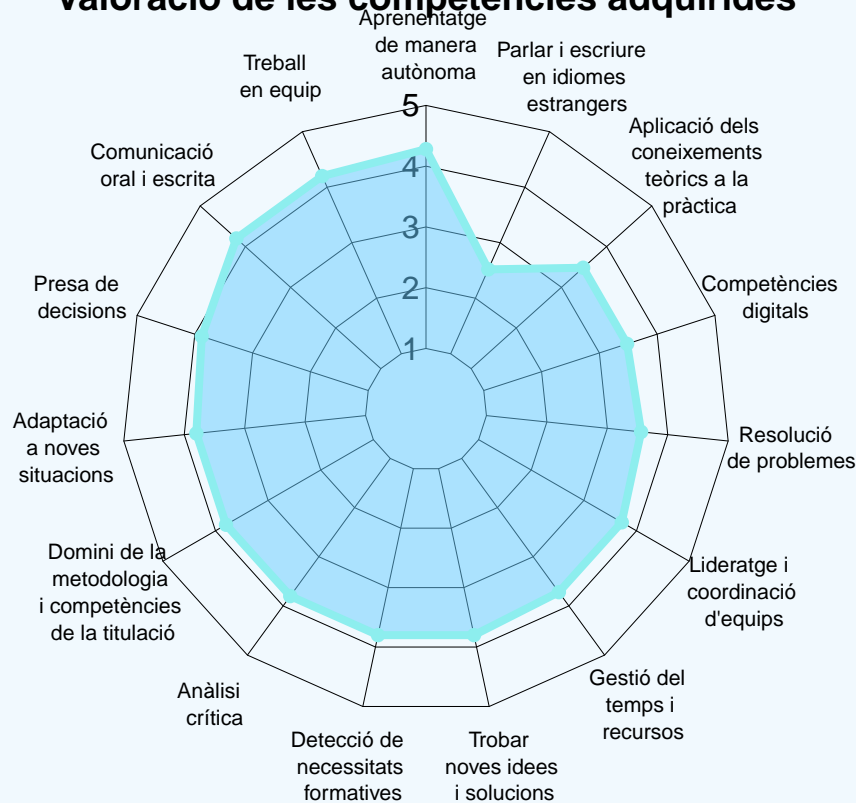 Valoració de les competències adquirides
Aprenentatge
de manera
autònoma
Parlar i escriure
en idiomes
estrangers
Aplicació dels
coneixements
teòrics a la
pràctica
Competències
digitals
Resolució
de problemes
Lideratge i
coordinació
d'equips
Gestió del
temps i
recursos
Trobar
noves idees
i solucions
Detecció de
necessitats
formatives
Anàlisi
crítica
Domini de la
metodologia
i competències
de la titulació
Adaptació
a noves
situacions
Presa de
decisions
Comunicació
oral i escrita
Treball
en equip
5
4
3
2
1